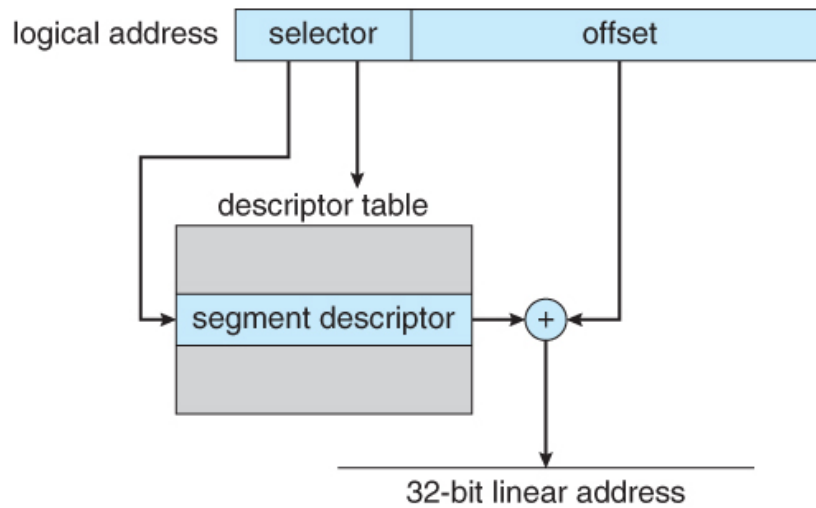 logical address selector offset
descriptor table
segment descriptor +
32-bit linear address